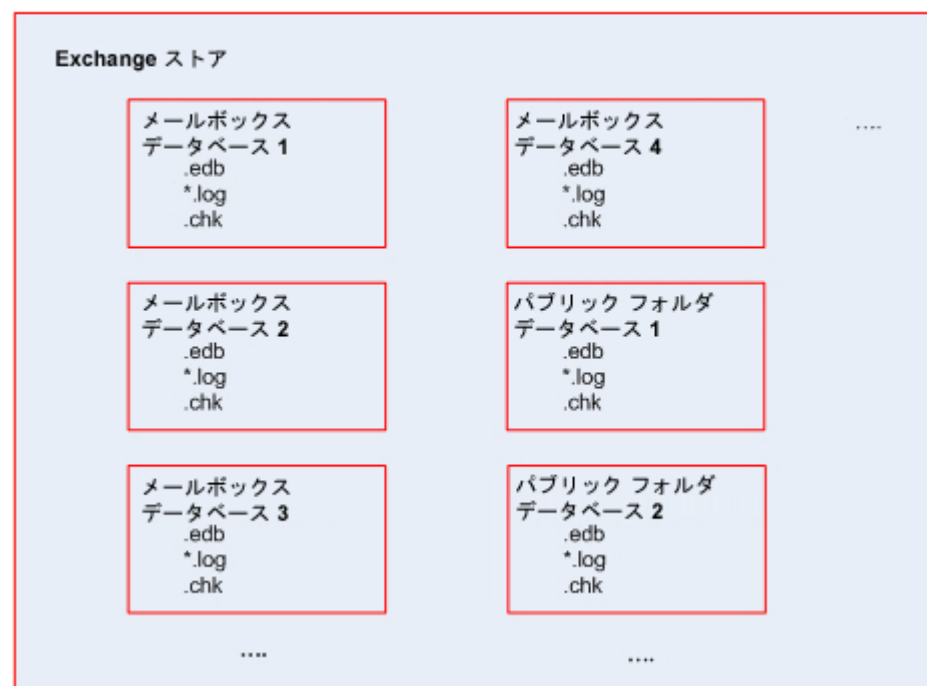 Exchange ストア
メールボックス
データベース 1
.edb
*.log
.chk
メールボックス
データベース 2
.edb
*.log
.chk
メールボックス
データベース 3
.edb
*.log
.chk
....
メールボックス
データベース 4
.edb
*.log
.chk
パブリック フォルダ
データベース 1
.edb
*.log
.chk
パブリック フォルダ
データベース 2
.edb
*.log
.chk
....
....